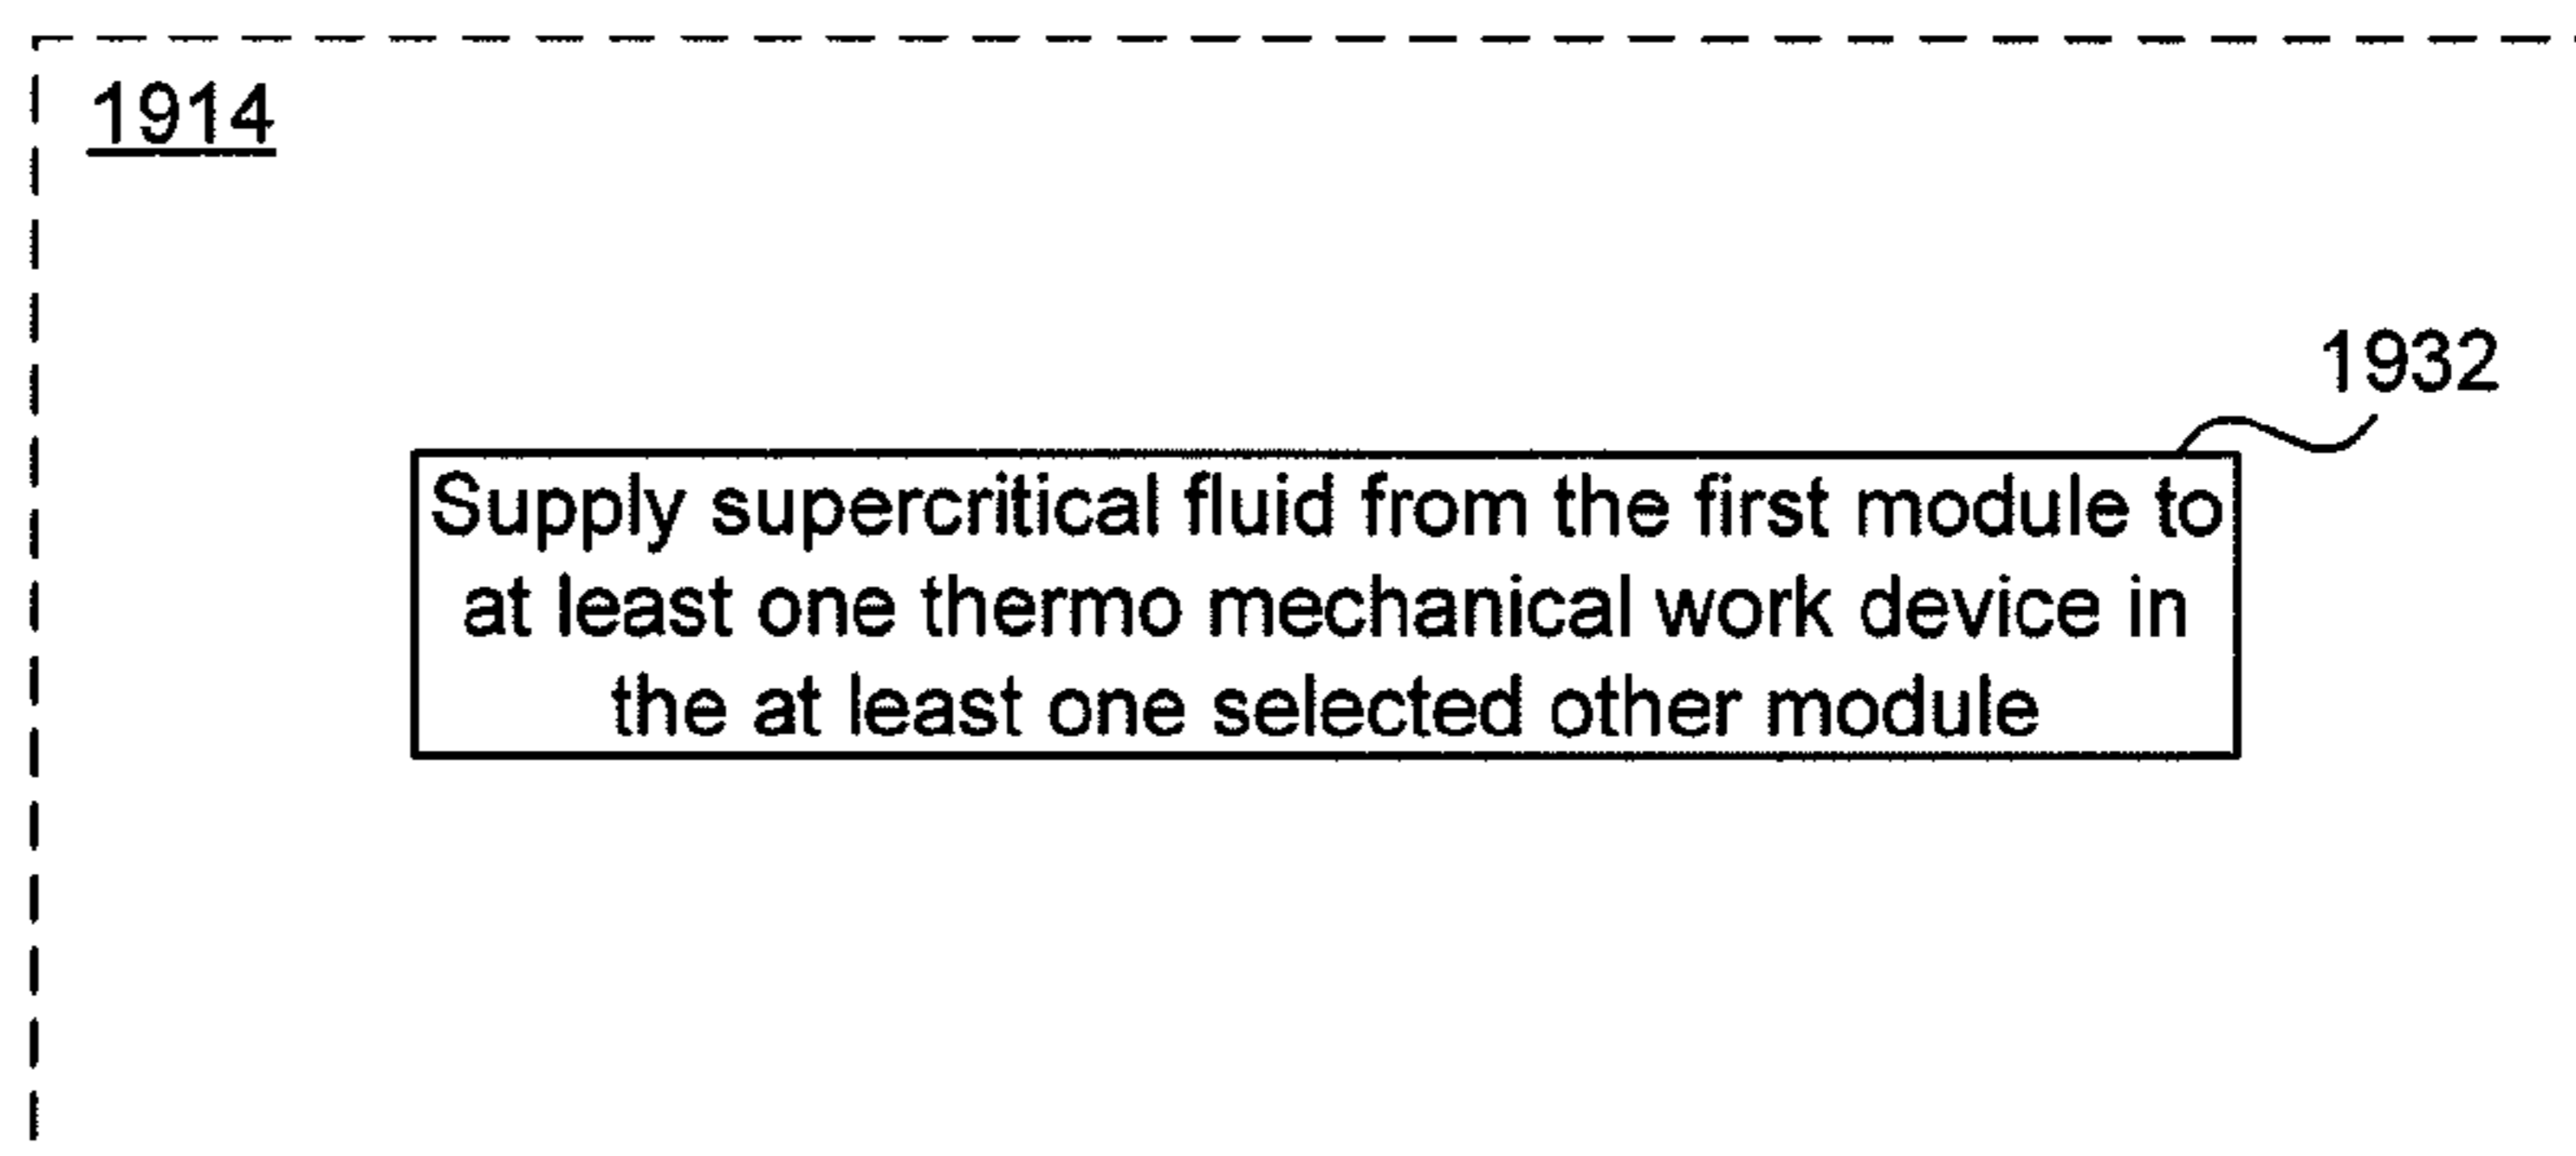 1914
1932
Supply supercritical fluid from the first module to
at least one thermo mechanical work device in
the at least one selected other module